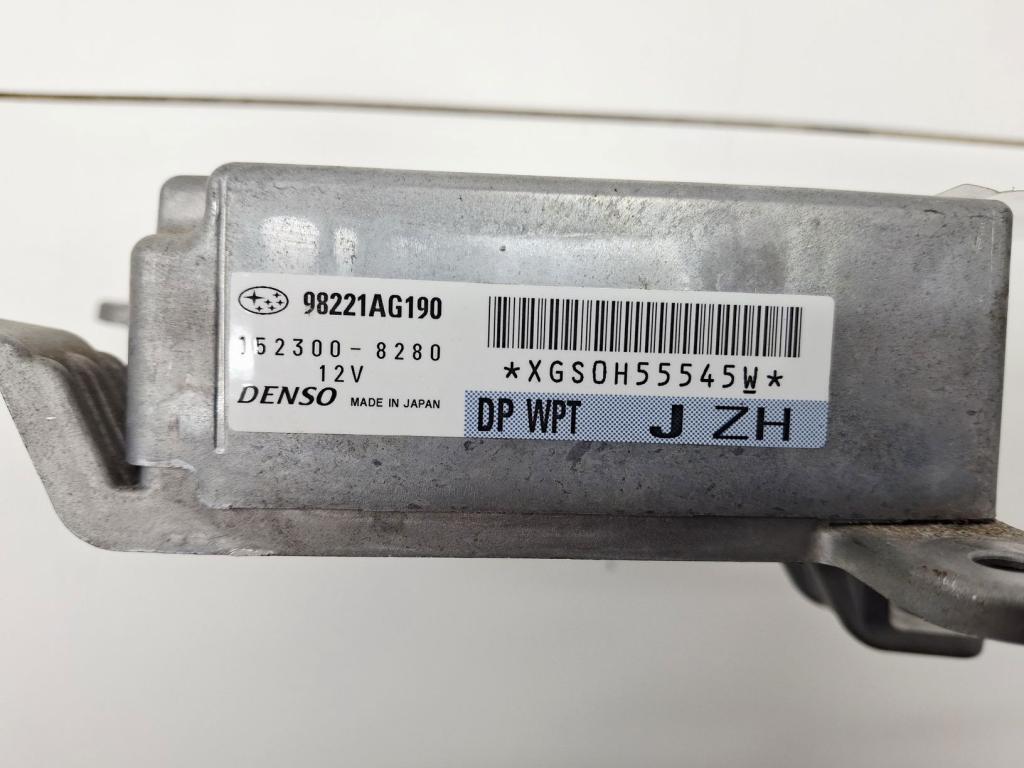 98221AG190
152300-8280
12V
DENSO MADE IN JAPAN
*XGS0H55545W*
DP WPT J ZH